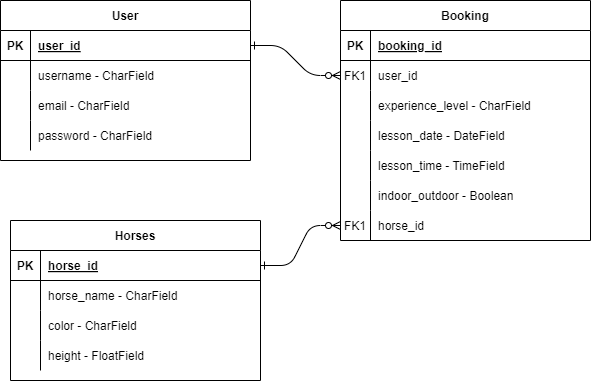 User
PK user_id
username - CharField
email - CharField
password - CharField
Booking
PK booking_id
FK1 user_id
experience_level - CharField
lesson_date - DateField
lesson_time - TimeField
indoor_outdoor - Boolean
FK1 horse_id
Horses
PK horse_id
horse_name - CharField
color - CharField
height - FloatField